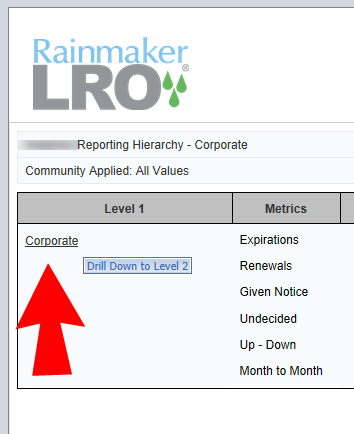 Rainmaker
LRO®
Reporting Hierarchy - Corporate
Community Applied: All Values
Level 1 Metrics
Corporate Expirations
Drill Down to Level 2 Renewals
Given Notice
Undecided
Up - Down
Month to Month